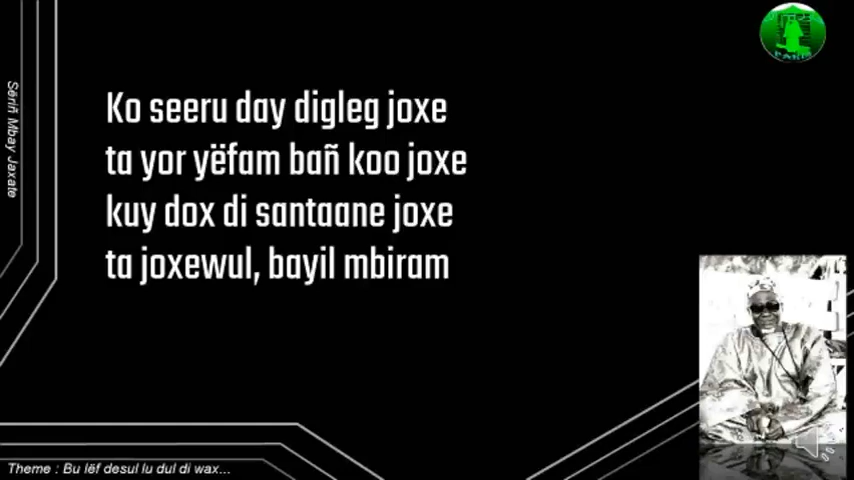 Sëriñ Mbay Jaxate
Ko seeru day digleg joxe
ta yor yëfam bañ koo joxe
kuy dox di santaane joxe
ta joxewul, bayil mbiram
Theme : Bu lëf desul lu dul di wax...